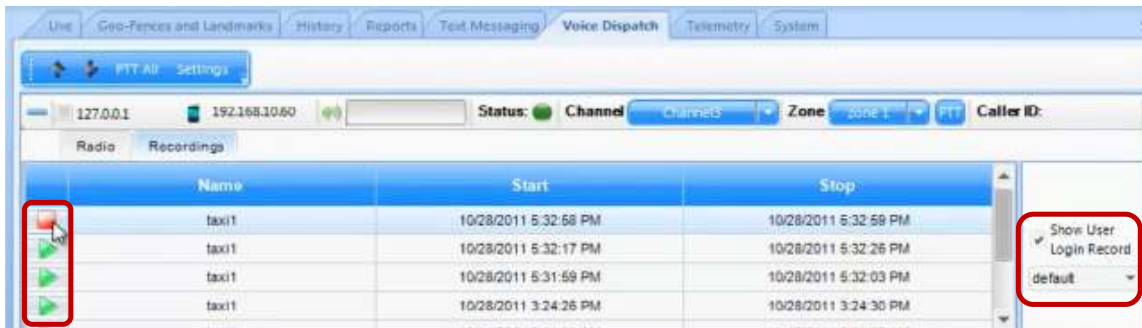 Live Geo-Fences and Landmarks History Reports Text Messaging Voice Dispatch Telemetry System
PTT All Settings
127.0.0.1 192.168.10.60 Status: Channel Channel3 Zone Zone 1 PTT Caller ID:
Radio Recordings
Name Start Stop
taxi1 10/28/2011 5:32:58 PM 10/28/2011 5:32:59 PM
taxi1 10/28/2011 5:32:17 PM 10/28/2011 5:32:26 PM
taxi1 10/28/2011 5:31:59 PM 10/28/2011 5:32:03 PM
taxi1 10/28/2011 3:24:26 PM 10/28/2011 3:24:30 PM
Show User
Login Record
default